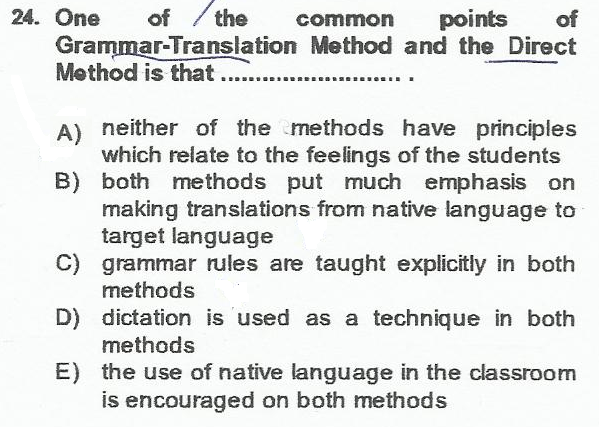 24. One of the common points of
Grammar-Translation Method and the Direct
Method is that ............................ .
A) neither of the methods have principles
which relate to the feelings of the students
B) both methods put much emphasis on
making translations from native language to
target language
C) grammar rules are taught explicitly in both
methods
D) dictation is used as a technique in both
methods
E) the use of native language in the classroom
is encouraged on both methods